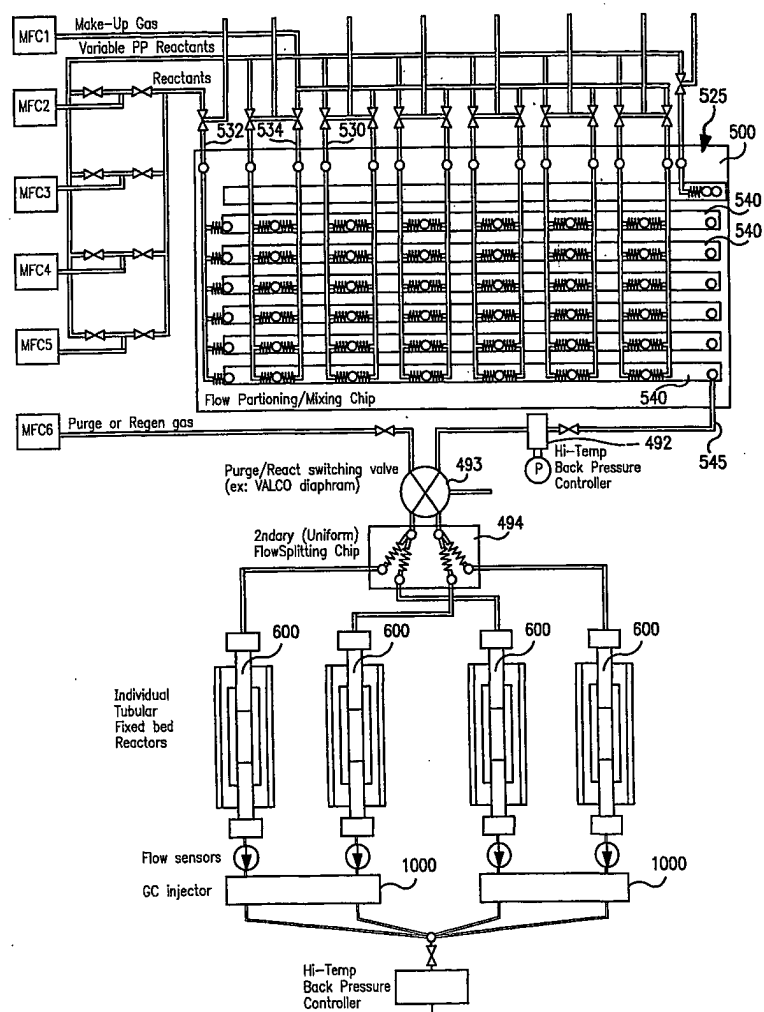 MFC1
Make-Up Gas
Variable PP Reactants
Reactants
MFC2
532
534
530
525
500
MFC3
540
540
MFC4
MFC5
Flow Partioning/Mixing Chip
540
MFC6
Purge or Regen gas
492
545
Hi-Temp
Back Pressure
Controller
P
Purge/React switching valve
(ex: VALCO diaphram)
493
2ndary (Uniform)
FlowSplitting Chip
494
600
600
600
600
Individual
Tubular
Fixed bed
Reactors
Flow sensors
GC injector
1000
1000
Hi-Temp
Back Pressure
Controller